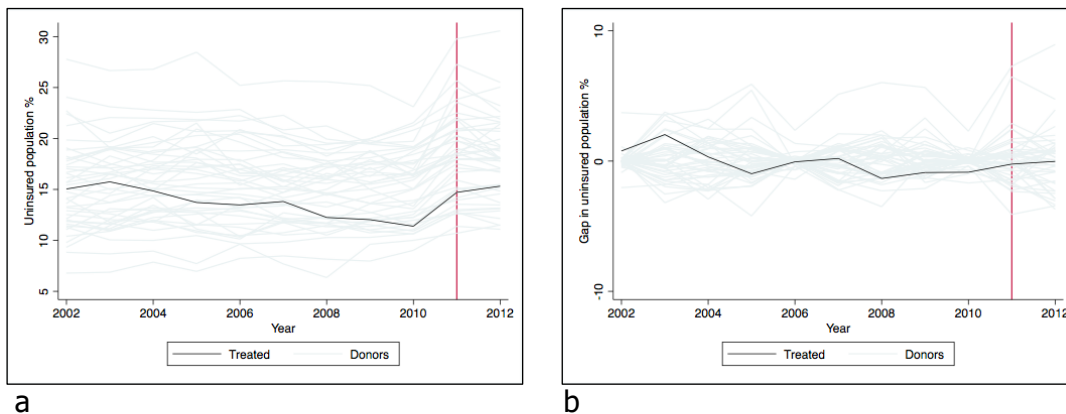 Uninsured population %
30
25
20
15
10
5
2002 2004 2006 2008 2010 2012
Year
Treated Donors
a
Gap in uninsured population %
10
0
-10
2002 2004 2006 2008 2010 2012
Year
Treated Donors
b